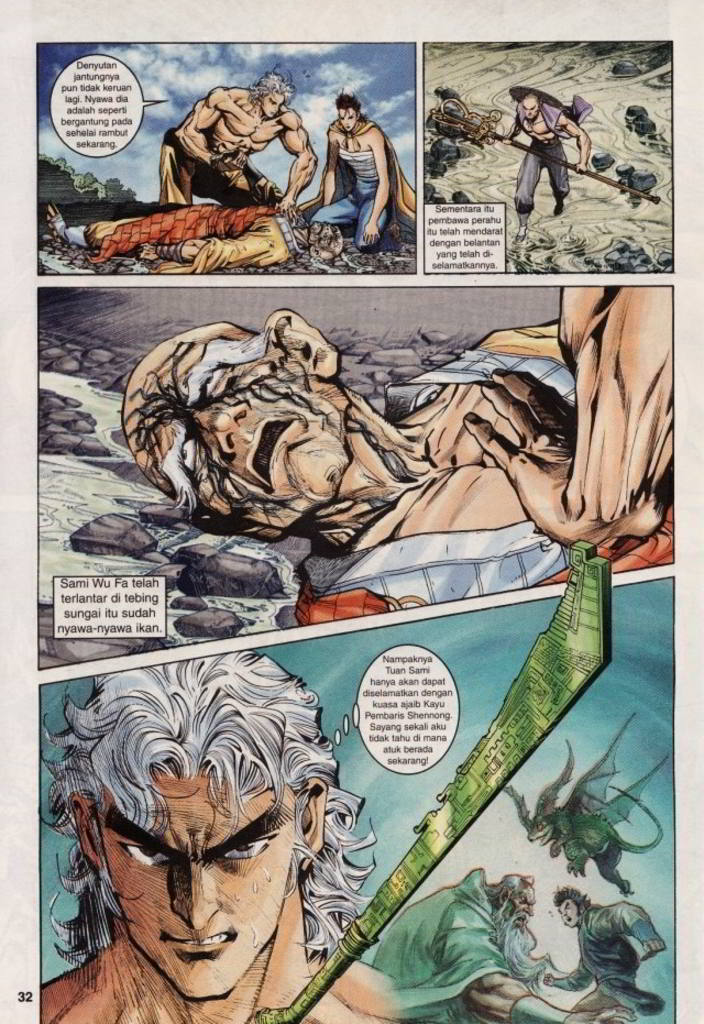 Denyutan
jantungnya
pun tidak keruan
lagi. Nyawa dia
adalah seperti
bergantung pada
sehelai rambut
sekarang.
Sementara itu
pembawa perahu
itu telah mendarat
dengan belantan
yang telah di-
selamatkannya.
Sami Wu Fa telah
terlantar di tebing
sungai itu sudah
nyawa-nyawa ikan.
Nampaknya
Tuan Sami
hanya akan dapat
diselamatkan dengan
kuasa ajaib Kayu
Pembaris Shennong.
Sayang sekali aku
tidak tahu di mana
atuk berada
sekarang!
32